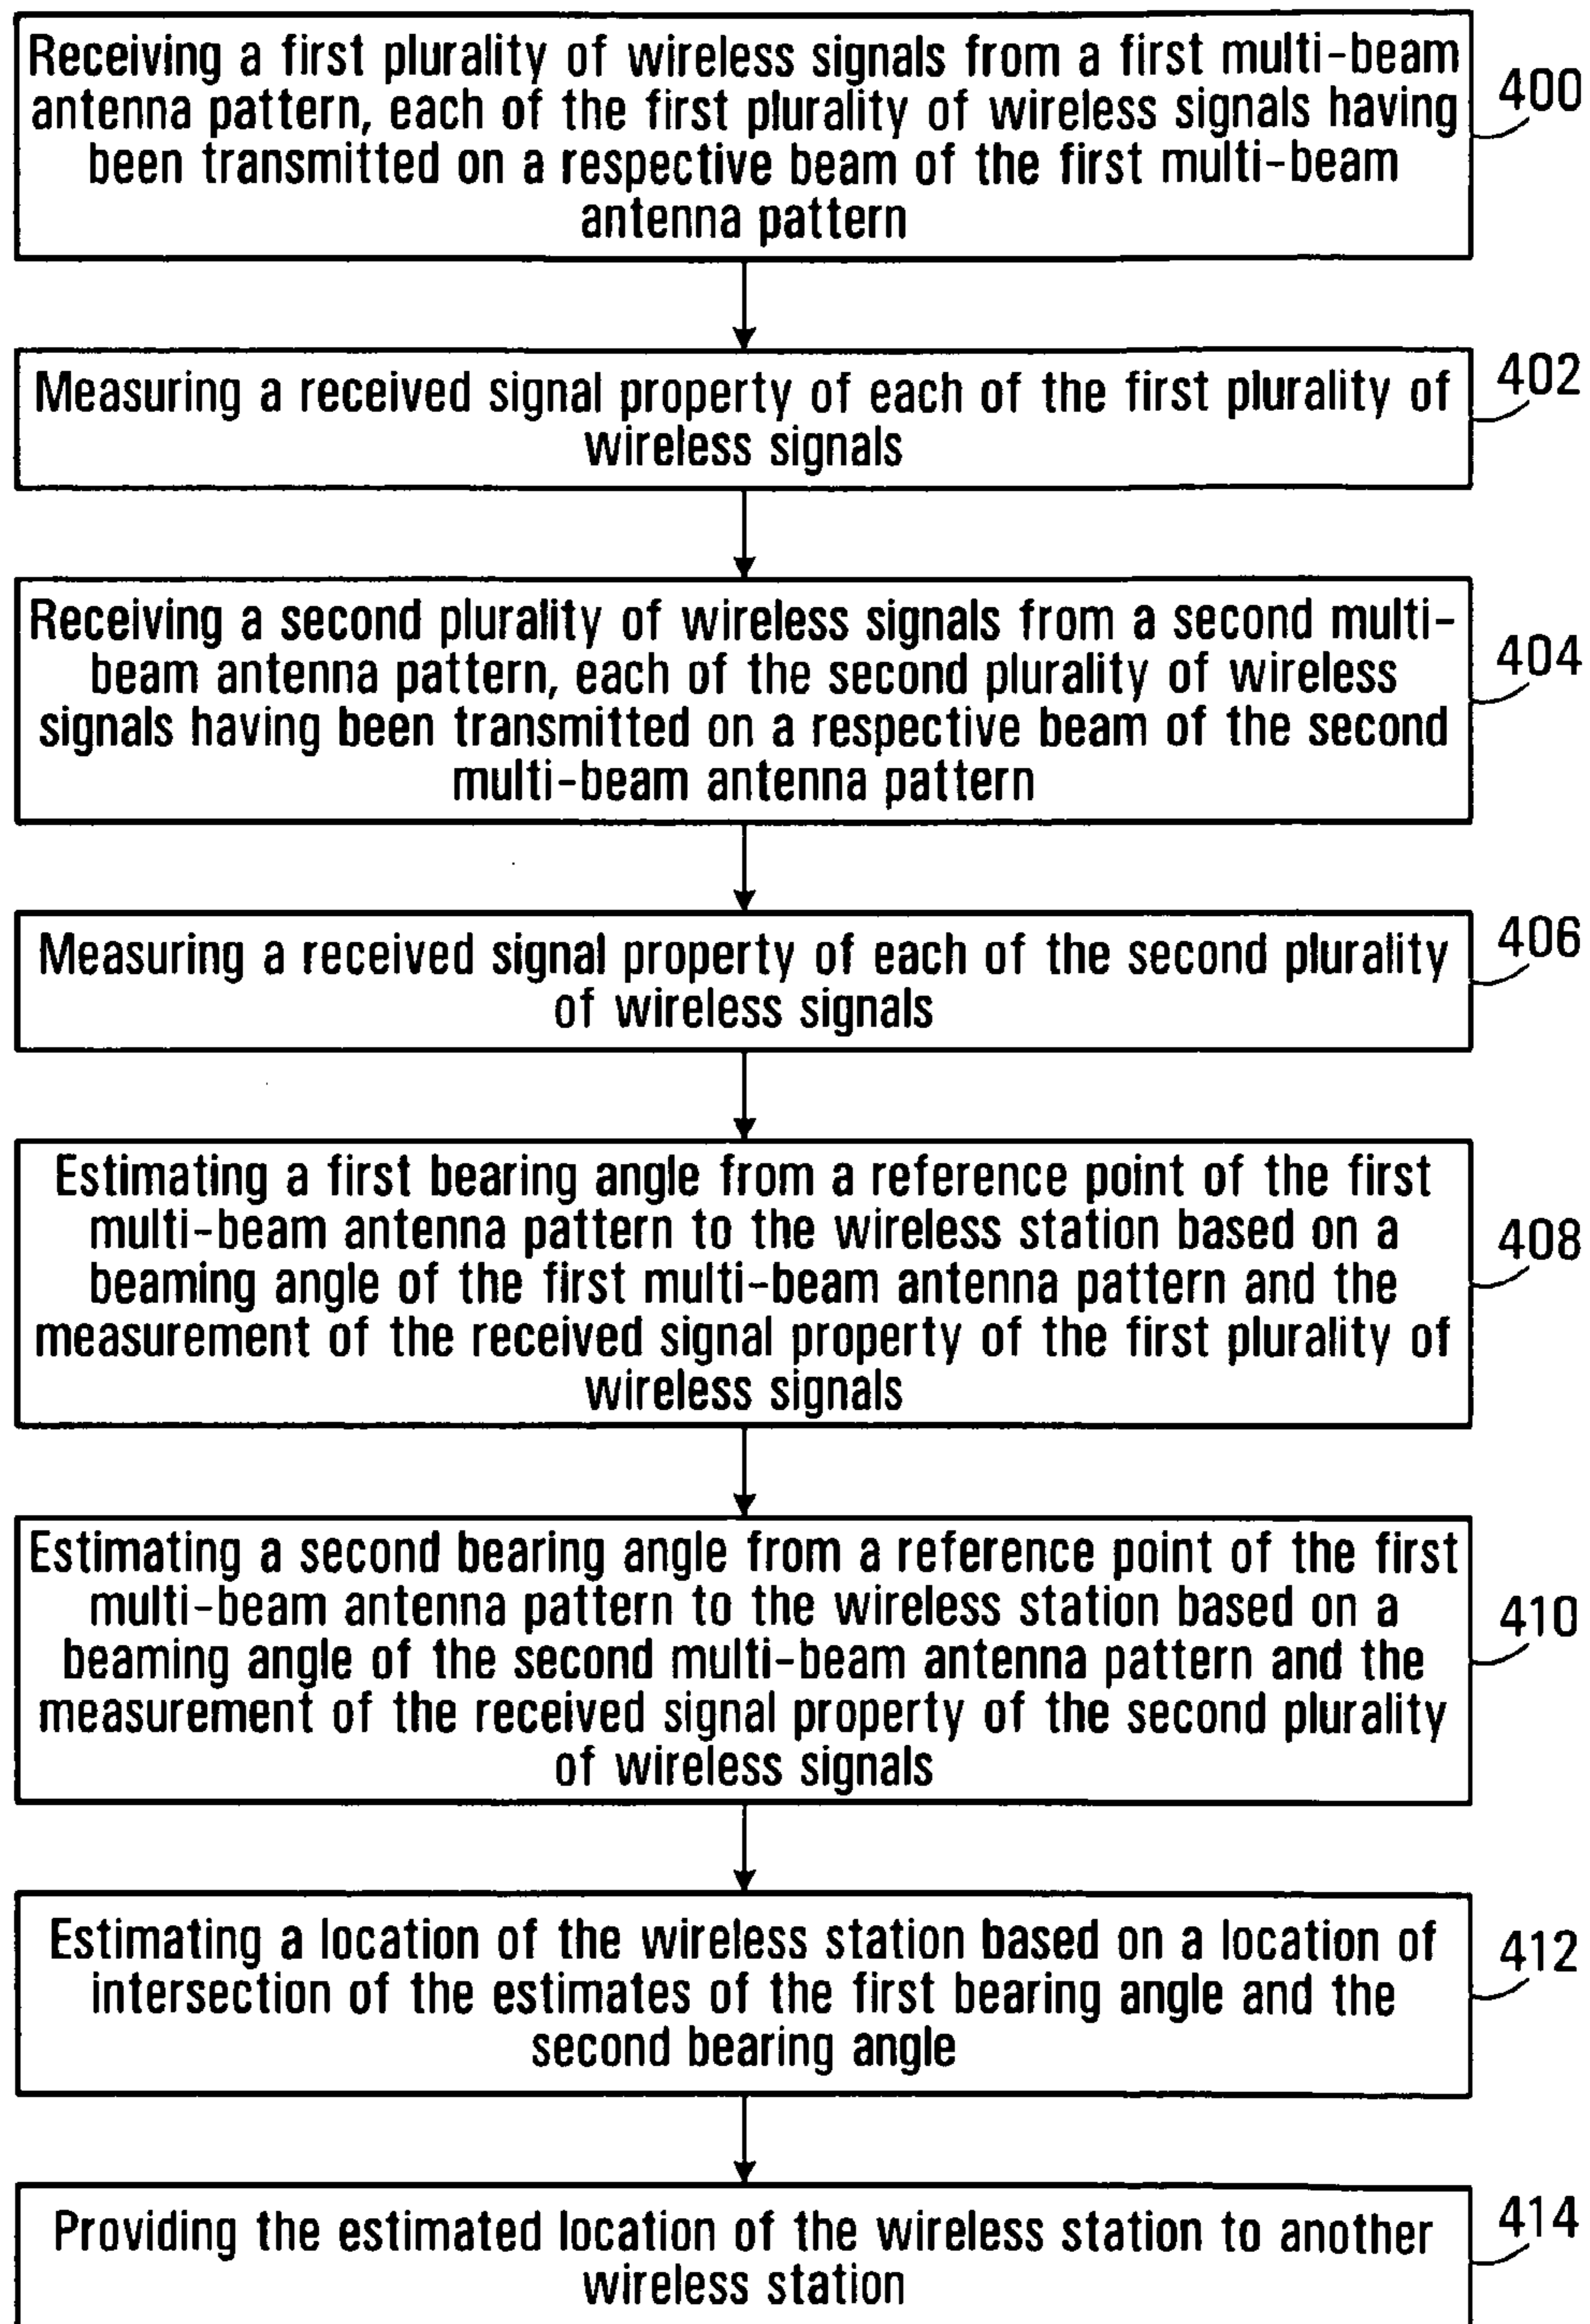 Receiving a first plurality of wireless signals from a first multi-beam
antenna pattern, each of the first plurality of wireless signals having
been transmitted on a respective beam of the first multi-beam
antenna pattern
400
Measuring a received signal property of each of the first plurality of
wireless signals
402
Receiving a second plurality of wireless signals from a second multi-
beam antenna pattern, each of the second plurality of wireless
signals having been transmitted on a respective beam of the second
multi-beam antenna pattern
404
Measuring a received signal property of each of the second plurality
of wireless signals
406
Estimating a first bearing angle from a reference point of the first
multi-beam antenna pattern to the wireless station based on a
beaming angle of the first multi-beam antenna pattern and the
measurement of the received signal property of the first plurality of
wireless signals
408
Estimating a second bearing angle from a reference point of the first
multi-beam antenna pattern to the wireless station based on a
beaming angle of the second multi-beam antenna pattern and the
measurement of the received signal property of the second plurality
of wireless signals
410
Estimating a location of the wireless station based on a location of
intersection of the estimates of the first bearing angle and the
second bearing angle
412
Providing the estimated location of the wireless station to another
wireless station
414